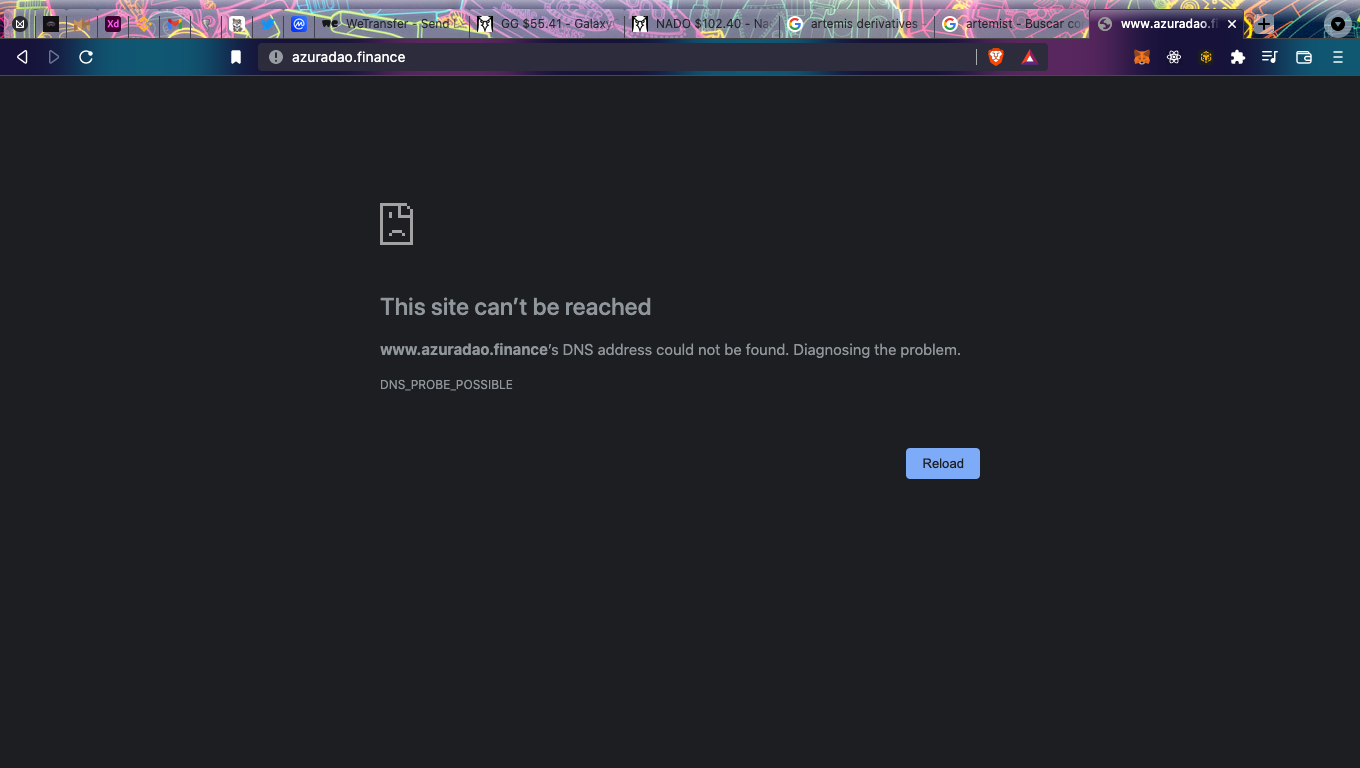 Xd
WE WeTransfer - Send L
GG $55.41 - Galaxy
NADO $102.40 - Na
artemis derivatives
artemist - Buscar co
www.azuradao.fi
azuradao.finance
This site can’t be reached
www.azuradao.finance’s DNS address could not be found. Diagnosing the problem.
DNS_PROBE_POSSIBLE
Reload